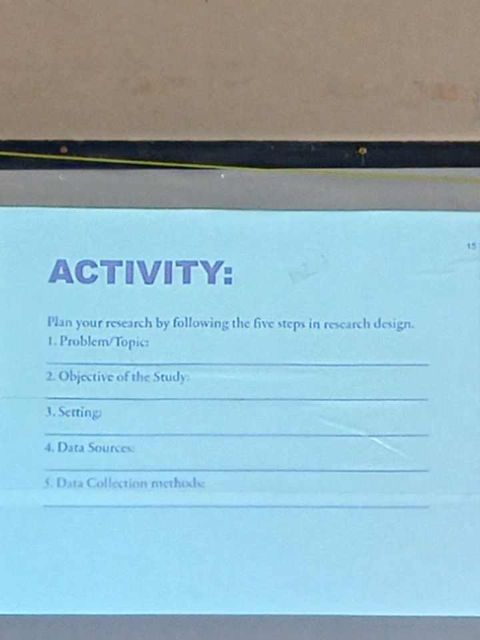 15
ACTIVITY:
Plan your research by following the five steps in research design.
1. Problem/Topic:
2. Objective of the Study:
3. Setting:
4. Data Sources:
5. Data Collection methods: